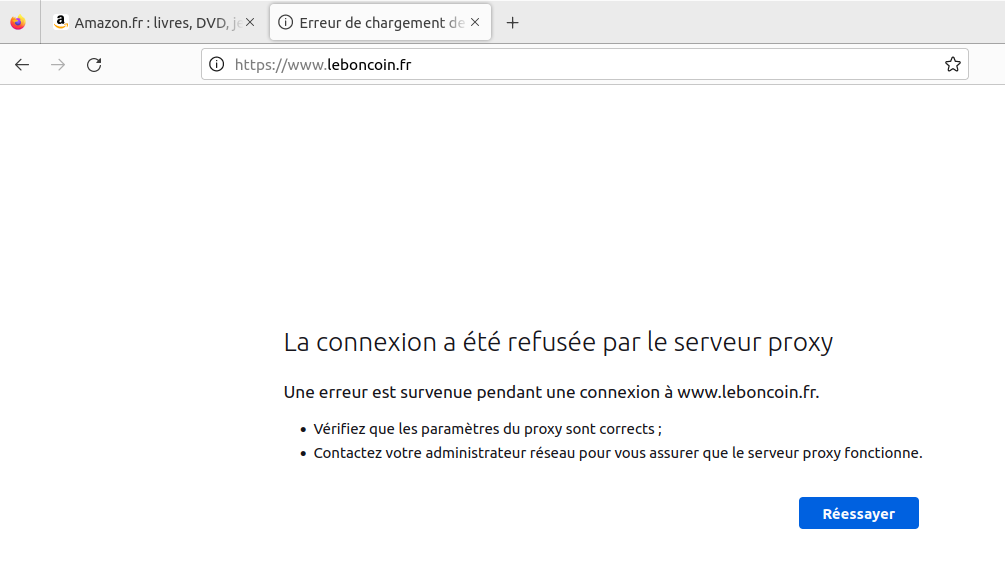 Amazon.fr : livres, DVD, je
Erreur de chargement de
https://www.leboncoin.fr
La connexion a été refusée par le serveur proxy
Une erreur est survenue pendant une connexion à www.leboncoin.fr.
• Vérifiez que les paramètres du proxy sont corrects ;
• Contactez votre administrateur réseau pour vous assurer que le serveur proxy fonctionne.
Réessayer